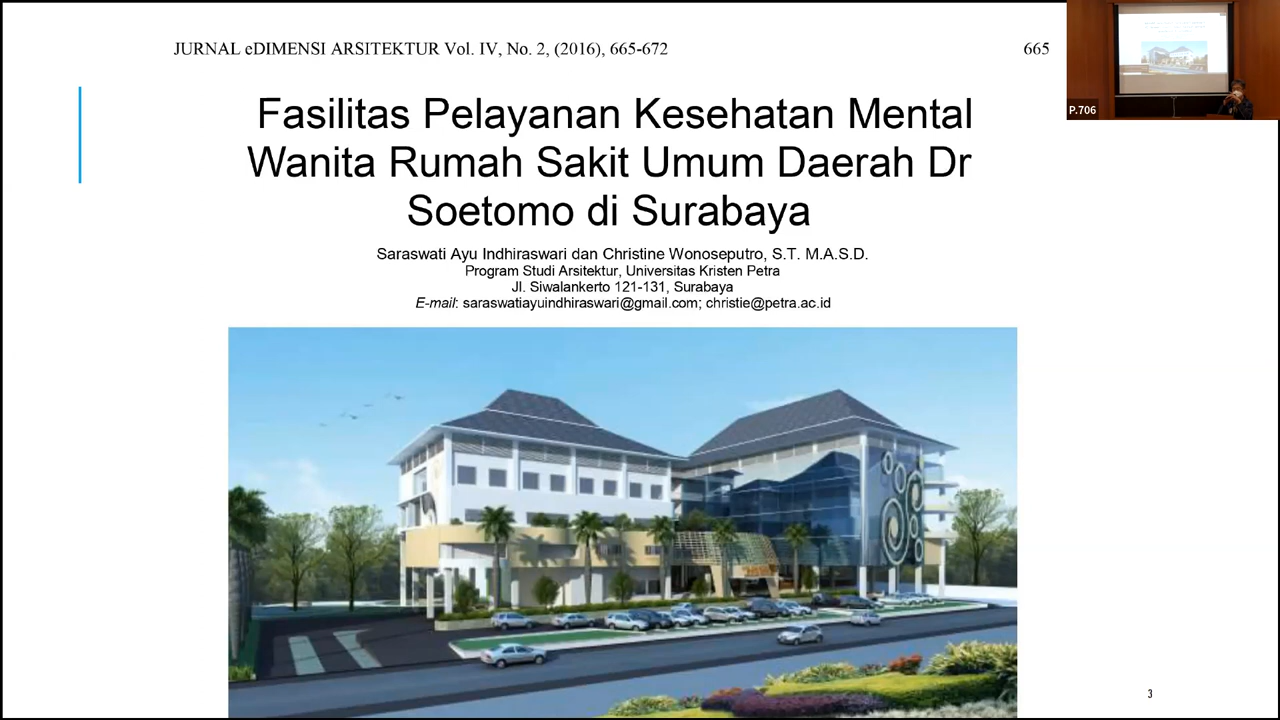 JURNAL eDIMENSI ARSITEKTUR Vol. IV, No. 2, (2016), 665-672 665
P.706
Fasilitas Pelayanan Kesehatan Mental
Wanita Rumah Sakit Umum Daerah Dr
Soetomo di Surabaya
Saraswati Ayu Indhiraswari dan Christine Wonoseputro, S.T. M.A.S.D.
Program Studi Arsitektur, Universitas Kristen Petra
Jl. Siwalankerto 121-131, Surabaya
E-mail: saraswatiayuindhiraswari@gmail.com; christie@petra.ac.id
3